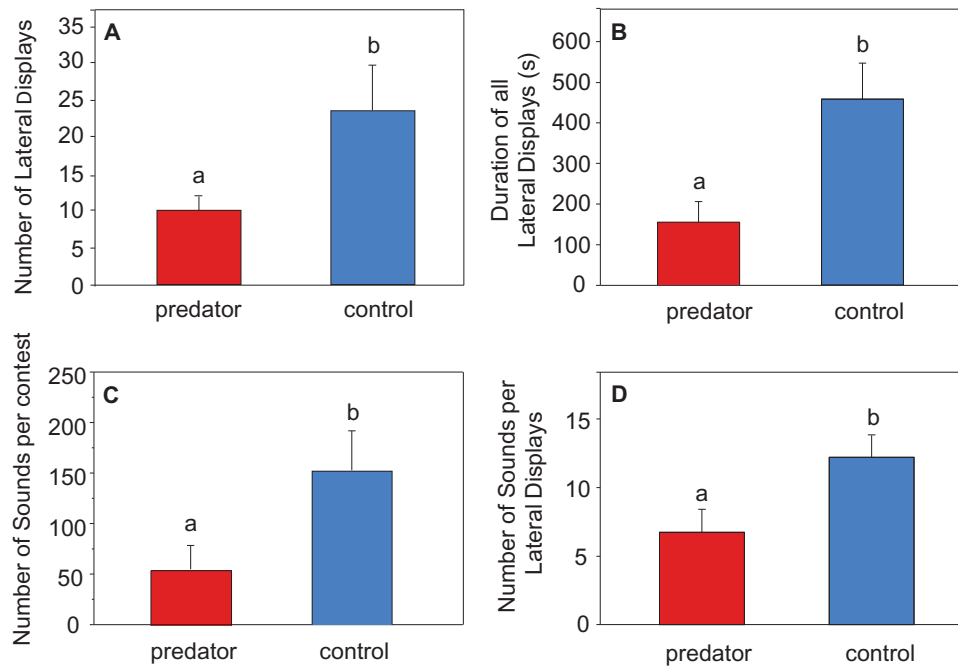 A
Number of Lateral Displays
35
30
25
20
15
10
5
0
a
b
predator
control
B
Duration of all
Lateral Displays (s)
600
500
400
300
200
100
0
a
b
predator
control
C
Number of Sounds per contest
250
200
150
100
50
0
a
b
predator
control
D
Number of Sounds per
Lateral Displays
15
10
5
0
a
b
predator
control